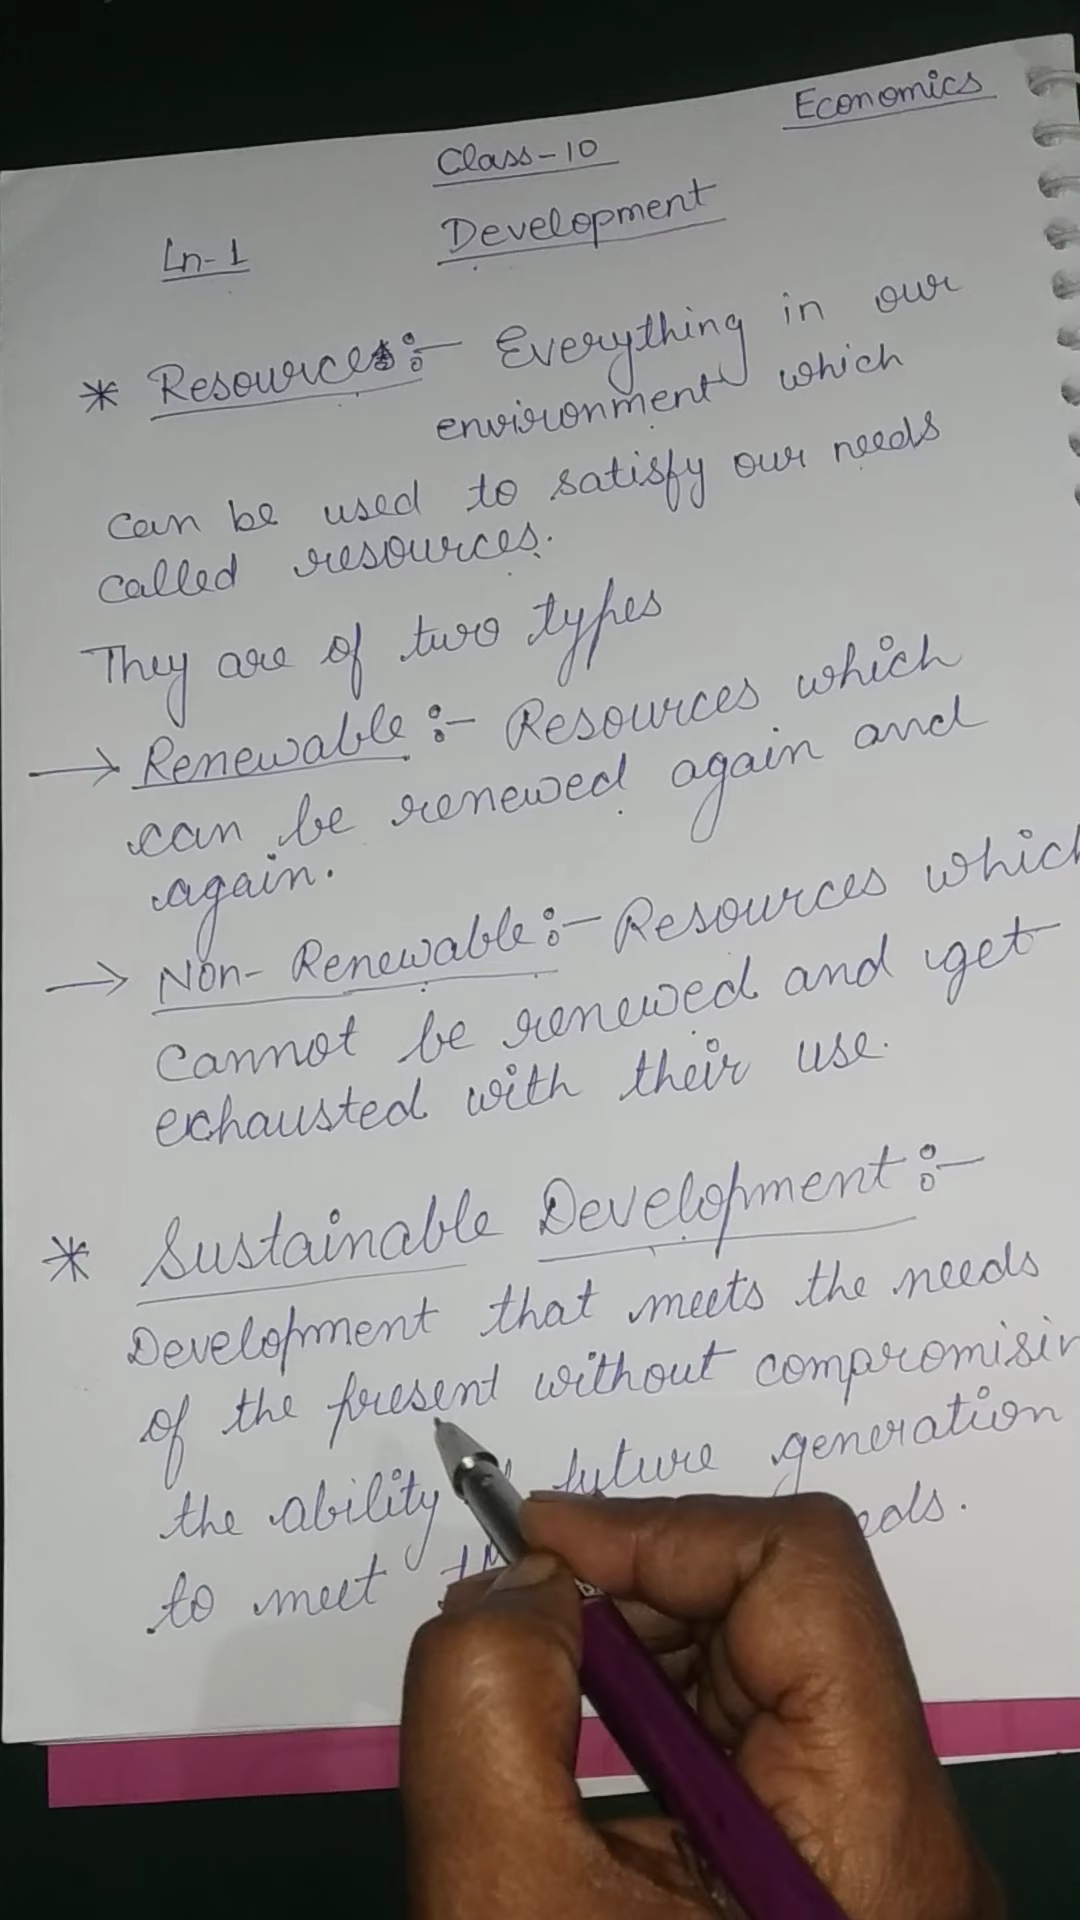 Economics
Class-10
Ln-1 Development
* Resources:- Everything in our
environment which
can be used to satisfy our needs
called resources.
They are of two types
→ Renewable:- Resources which
can be renewed again and
again.
→ Non-Renewable:- Resources which
cannot be renewed and get
exhausted with their use.
* Sustainable Development:-
Development that meets the needs
of the present without compromisin
the ability future generation
to meet